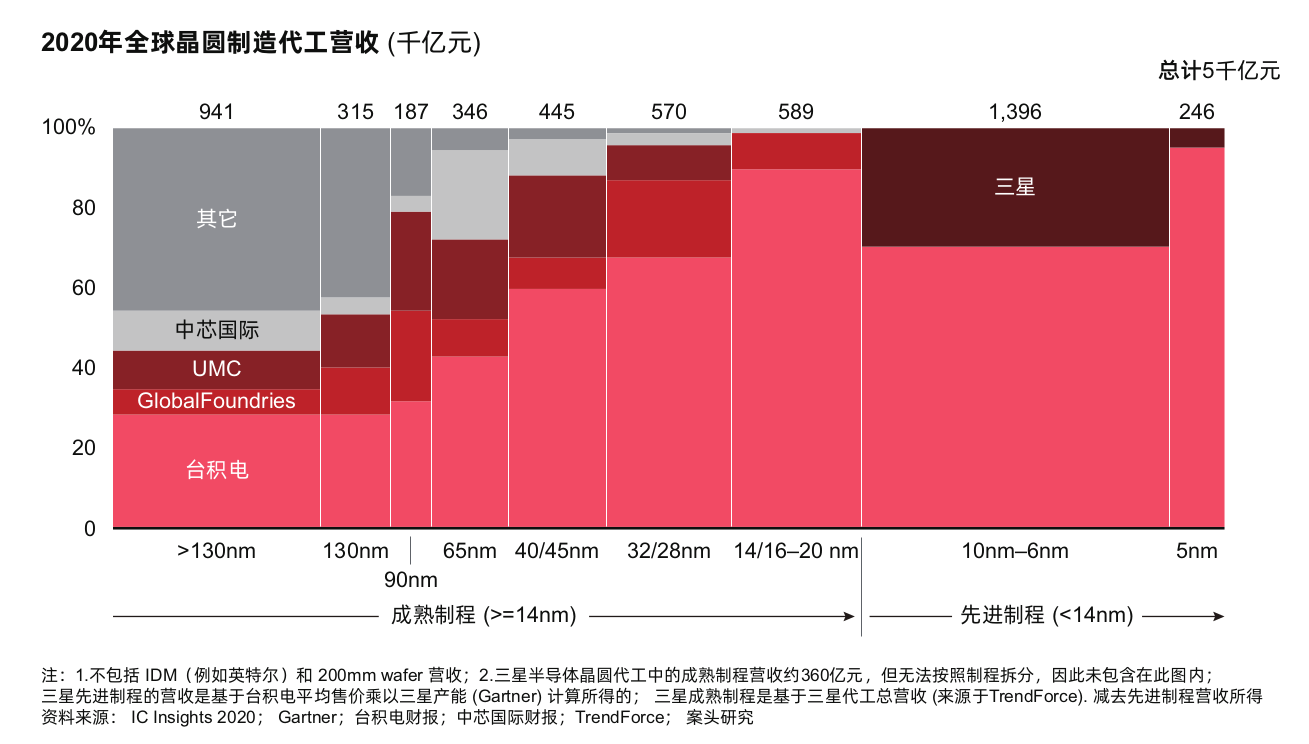 2020年全球晶圆制造代工营收 (千亿元)
总计5千亿元
941 315 187 346 445 570 589 1,396 246
100%
80
60
40
20
0
其它
中芯国际
UMC
GlobalFoundries
台积电
三星
>130nm 130nm 65nm 40/45nm 32/28nm 14/16–20 nm 10nm–6nm 5nm
90nm
成熟制程 (>=14nm) 先进制程 (<14nm)
注：1.不包括 IDM（例如英特尔）和 200mm wafer 营收；2.三星半导体晶圆代工中的成熟制程营收约360亿元，但无法按照制程拆分，因此未包含在此图内；
三星先进制程的营收是基于台积电平均售价乘以三星产能 (Gartner) 计算所得的； 三星成熟制程是基于三星代工总营收 (来源于TrendForce). 减去先进制程营收所得
资料来源： IC Insights 2020； Gartner；台积电财报；中芯国际财报；TrendForce； 案头研究